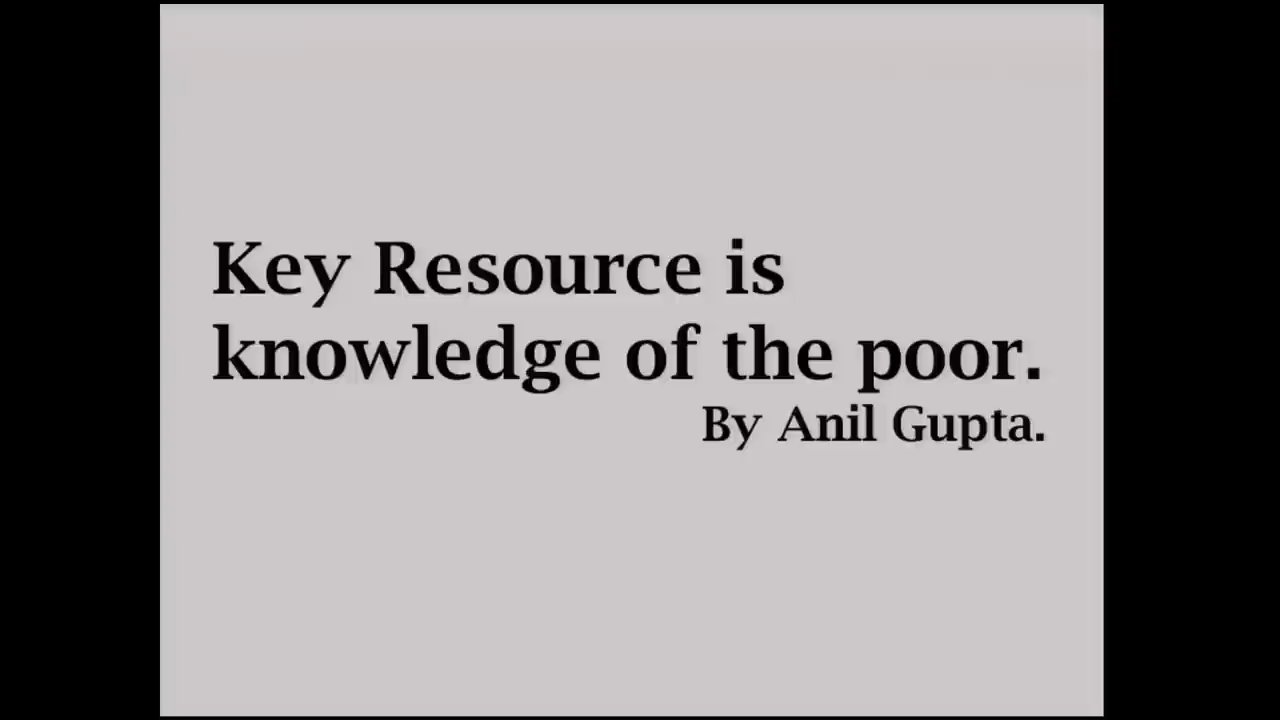 Key Resource is
knowledge of the poor.
By Anil Gupta.